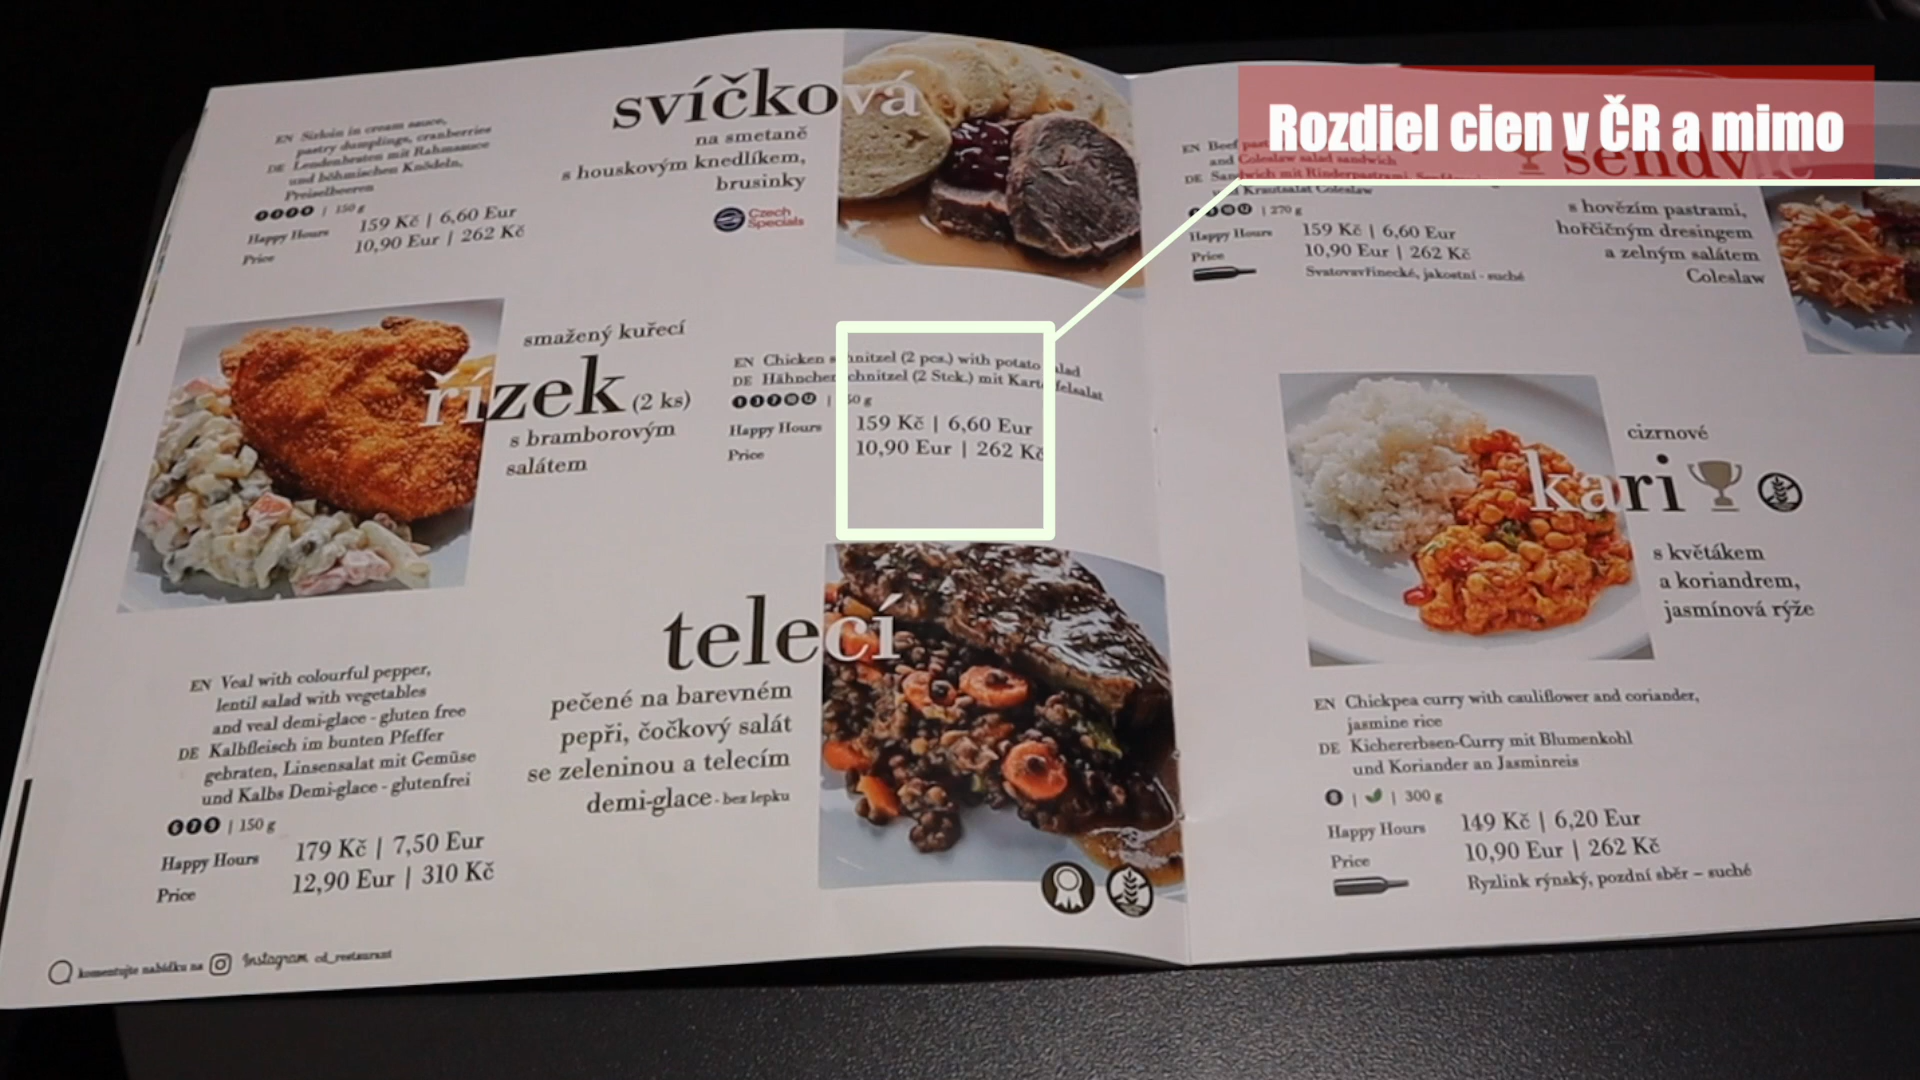 svíčková
na smetaně
s houskovým knedlíkem,
brusinky
Czech
Specials
EN Sirloin in cream sauce,
pastry dumplings, cranberries
DE Lendenbraten mit Rahmsauce
und böhmischen Knödeln,
Preiselbeeren
| 150 g
Happy Hours 159 Kč | 6,60 Eur
Price 10,90 Eur | 262 Kč
smažený kuřecí
řízek (2 ks)
s bramborovým
salátem
EN Chicken schnitzel (2 pcs.) with potato salad
DE Hähnchenschnitzel (2 Stck.) mit Kartoffelsalat
Happy Hours 159 Kč | 6,60 Eur
Price 10,90 Eur | 262 Kč
telecí
pečené na barevném
pepři, čočkový salát
se zeleninou a telecím
demi-glace - bez lepku
EN Veal with colourful pepper,
lentil salad with vegetables
and veal demi-glace - gluten free
DE Kalbfleisch im bunten Pfeffer
gebraten, Linsensalat mit Gemüse
und Kalbs Demi-glace - glutenfrei
| 150 g
Happy Hours 179 Kč | 7,50 Eur
Price 12,90 Eur | 310 Kč
komentujte nabídku na Instagram cd_restaurant
Rozdiel cien v ČR a mimo
sendvič
s hovězím pastrami,
hořčičným dresingem
a zelným salátem
Coleslaw
EN Beef
and Coleslaw salad sandwich
DE Sandwich mit Rinderpastrami,
und Krautsalat Coleslaw
| 270 g
Happy Hours 159 Kč | 6,60 Eur
Price 10,90 Eur | 262 Kč
Svatovavřinecké, jakostní - suché
cizrnové
kari
s květákem
a koriandrem,
jasmínová rýže
EN Chickpea curry with cauliflower and coriander,
jasmine rice
DE Kichererbsen-Curry mit Blumenkohl
und Koriander an Jasminreis
| 300 g
Happy Hours 149 Kč | 6,20 Eur
Price 10,90 Eur | 262 Kč
Ryzlink rýnský, pozdní sběr – suché